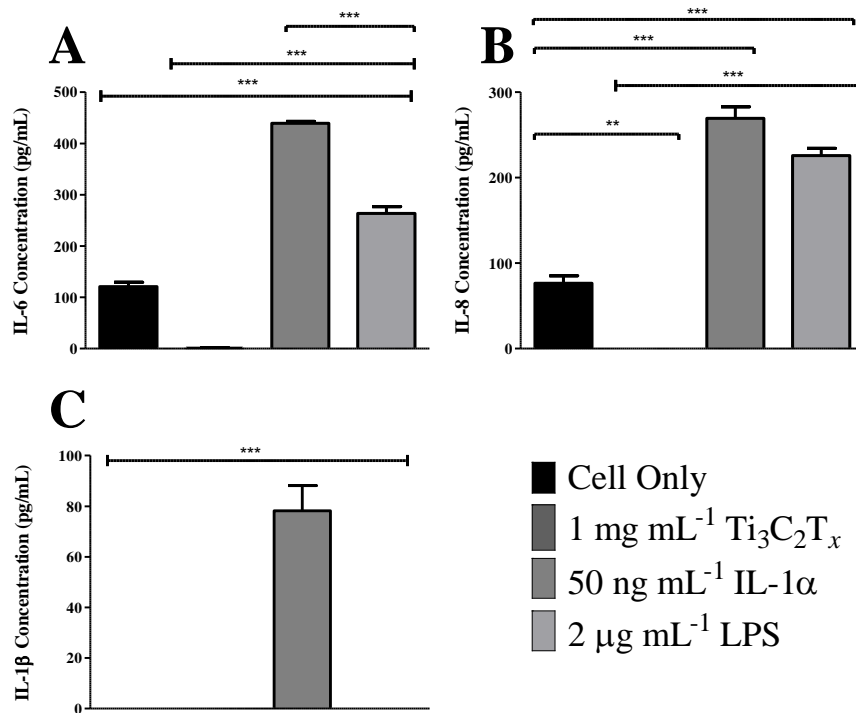 A
***
***
***
IL-6 Concentration (pg/mL)
500
400
300
200
100
0
B
***
***
***
**
IL-8 Concentration (pg/mL)
300
200
100
0
C
***
IL-1β Concentration (pg/mL)
100
80
60
40
20
0
Cell Only
1 mg mL⁻¹ Ti₃C₂Tₓ
50 ng mL⁻¹ IL-1α
2 μg mL⁻¹ LPS